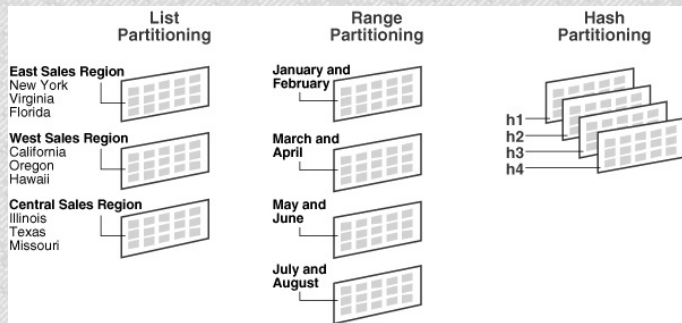 List
Partitioning
East Sales Region
New York
Virginia
Florida
West Sales Region
California
Oregon
Hawaii
Central Sales Region
Illinois
Texas
Missouri
Range
Partitioning
January and
February
March and
April
May and
June
July and
August
Hash
Partitioning
h1
h2
h3
h4